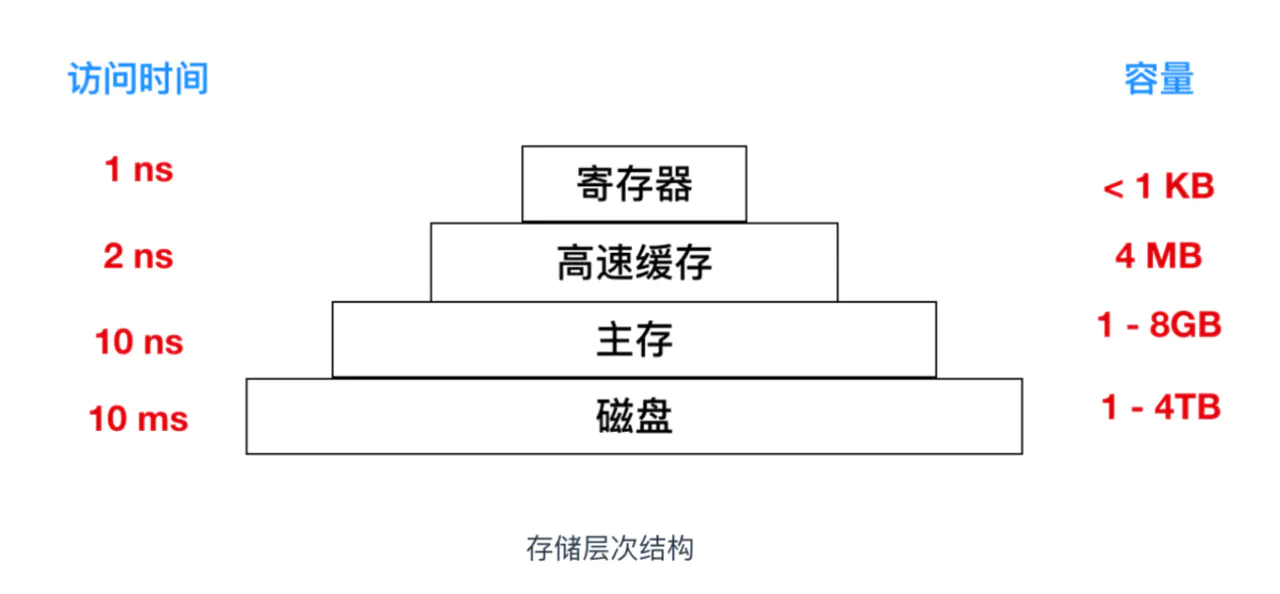 访问时间
容量
1 ns
寄存器
< 1 KB
2 ns
高速缓存
4 MB
10 ns
主存
1 - 8GB
10 ms
磁盘
1 - 4TB
存储层次结构